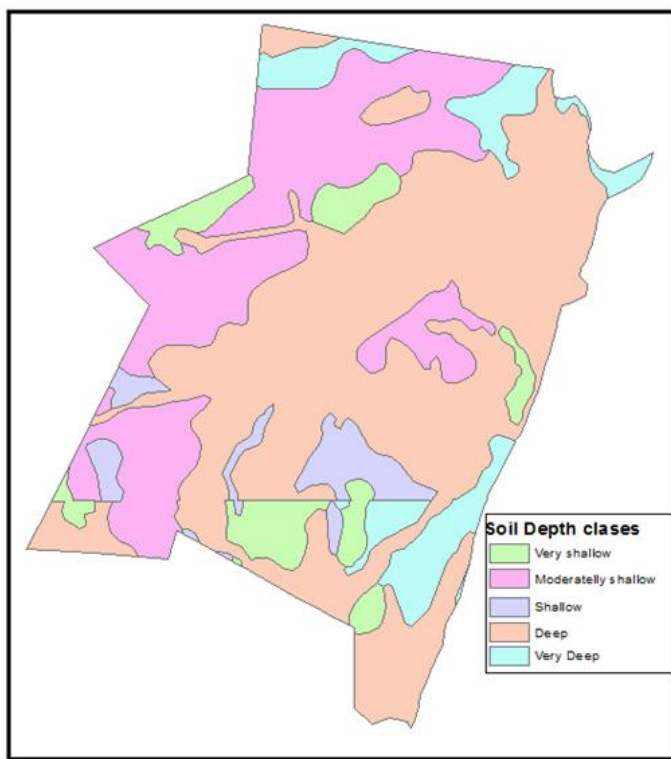 Soil Depth clases
Very shallow
Moderatelly shallow
Shallow
Deep
Very Deep